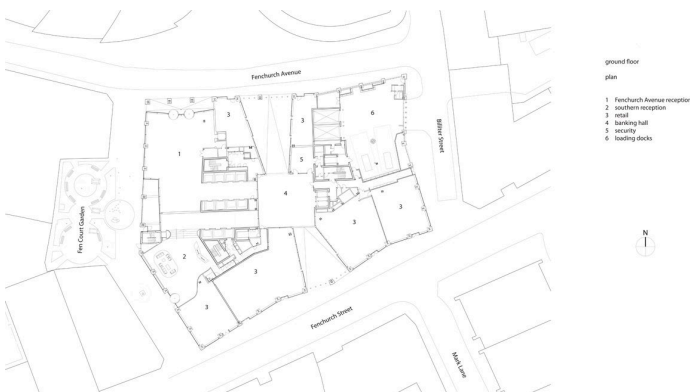 Fenchurch Avenue
Billiter Street
Fen Court Garden
Fenchurch Street
Mark Lane
3
3
6
1
5
4
3
3
2
3
3
ground floor
plan
1 Fenchurch Avenue reception
2 southern reception
3 retail
4 banking hall
5 security
6 loading docks
N